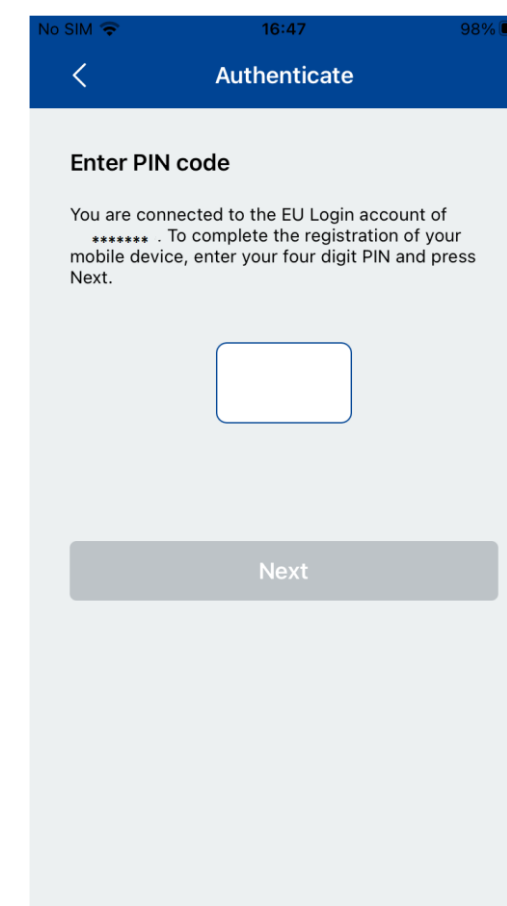 No SIM 16:47 98%
Authenticate
Enter PIN code
You are connected to the EU Login account of
******* . To complete the registration of your
mobile device, enter your four digit PIN and press
Next.
Next